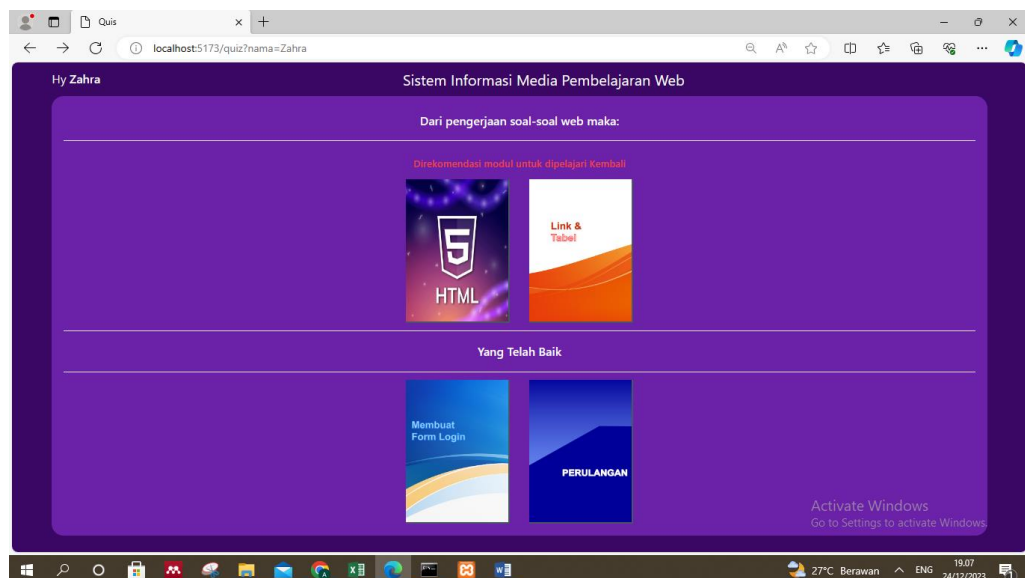 Quis
localhost:5173/quiz?nama=Zahra
Hy Zahra
Sistem Informasi Media Pembelajaran Web
Dari pengerjaan soal-soal web maka:
Direkomendasi modul untuk dipelajari Kembali
5
HTML
Link &
Tabel
Yang Telah Baik
Membuat
Form Login
PERULANGAN
Activate Windows
Go to Settings to activate Windows.
27°C Berawan
ENG
19.07
24/12/2023